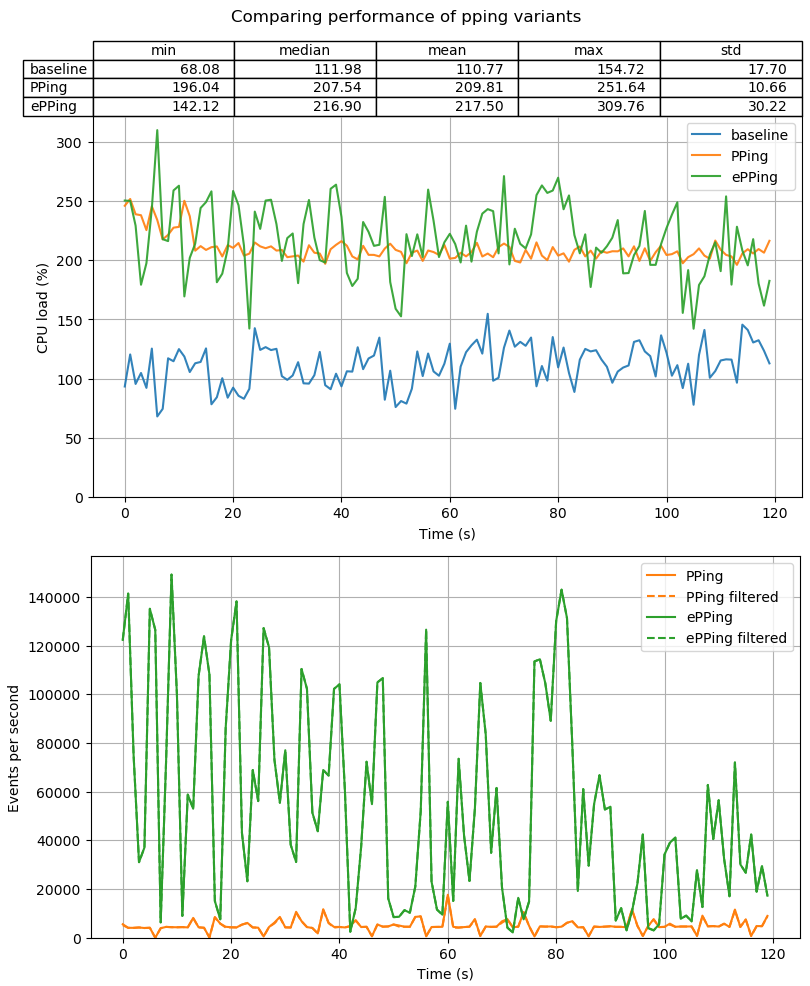 Comparing performance of pping variants
min median mean max std
baseline 68.08 111.98 110.77 154.72 17.70
PPing 196.04 207.54 209.81 251.64 10.66
ePPing 142.12 216.90 217.50 309.76 30.22
baseline
PPing
ePPing
CPU load (%)
300
250
200
150
100
50
0
0 20 40 60 80 100 120
Time (s)
PPing
PPing filtered
ePPing
ePPing filtered
Events per second
140000
120000
100000
80000
60000
40000
20000
0
0 20 40 60 80 100 120
Time (s)